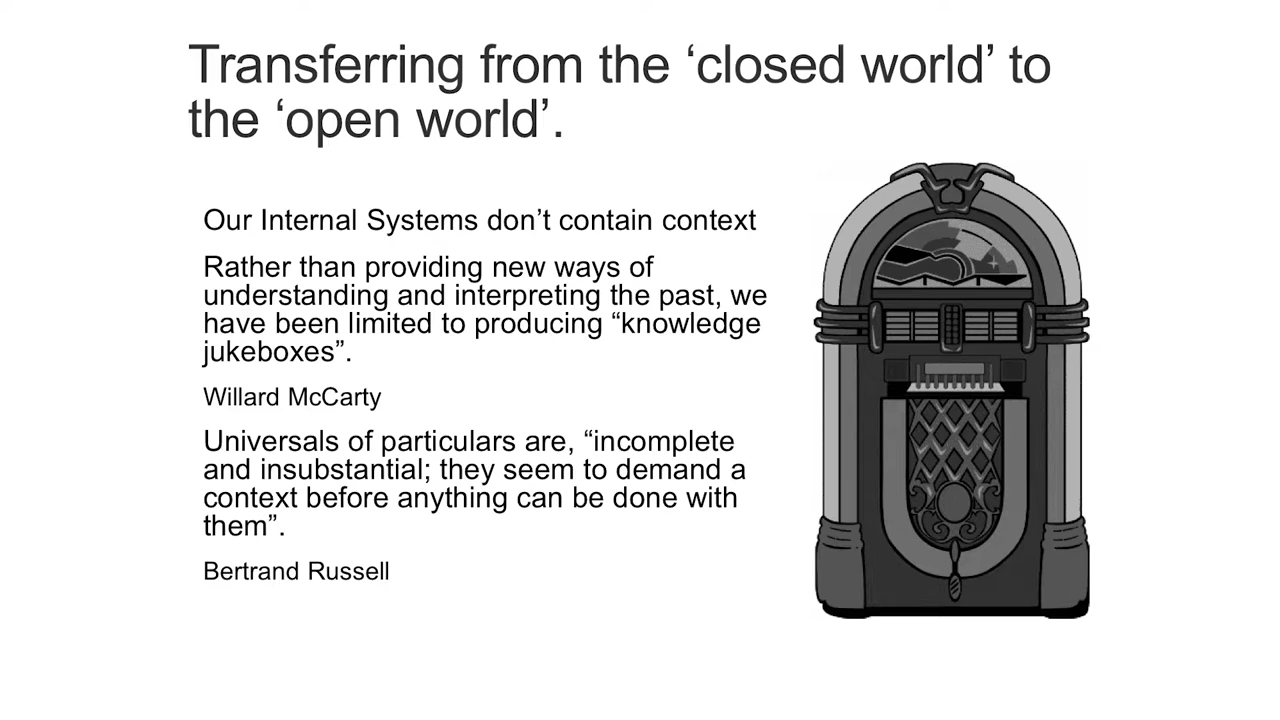 Transferring from the ‘closed world’ to
the ‘open world’.
Our Internal Systems don’t contain context
Rather than providing new ways of
understanding and interpreting the past, we
have been limited to producing “knowledge
jukeboxes”.
Willard McCarty
Universals of particulars are, “incomplete
and insubstantial; they seem to demand a
context before anything can be done with
them”.
Bertrand Russell